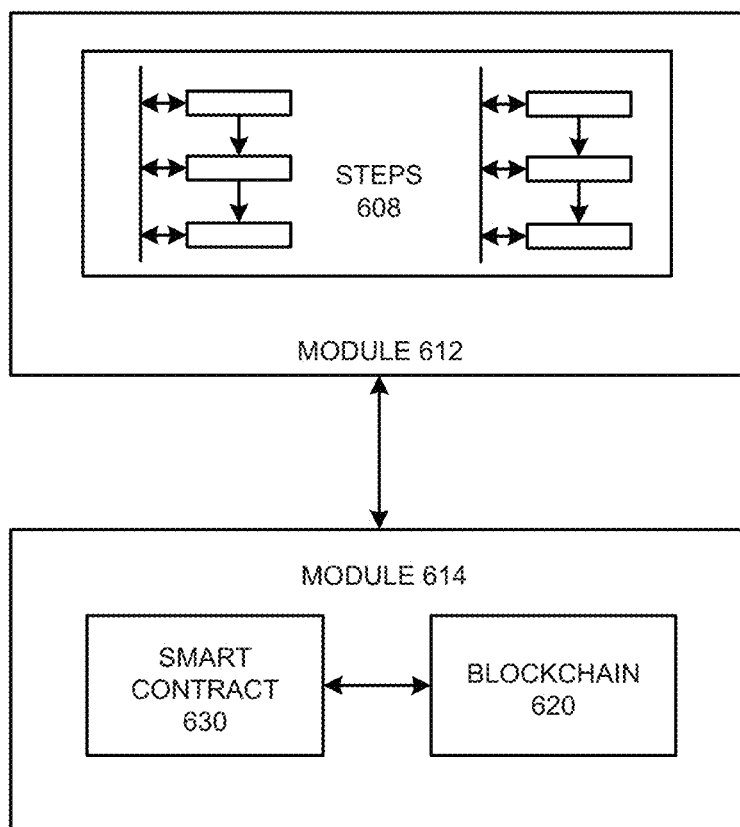 STEPS
608
MODULE 612
MODULE 614
SMART
CONTRACT
630
BLOCKCHAIN
620